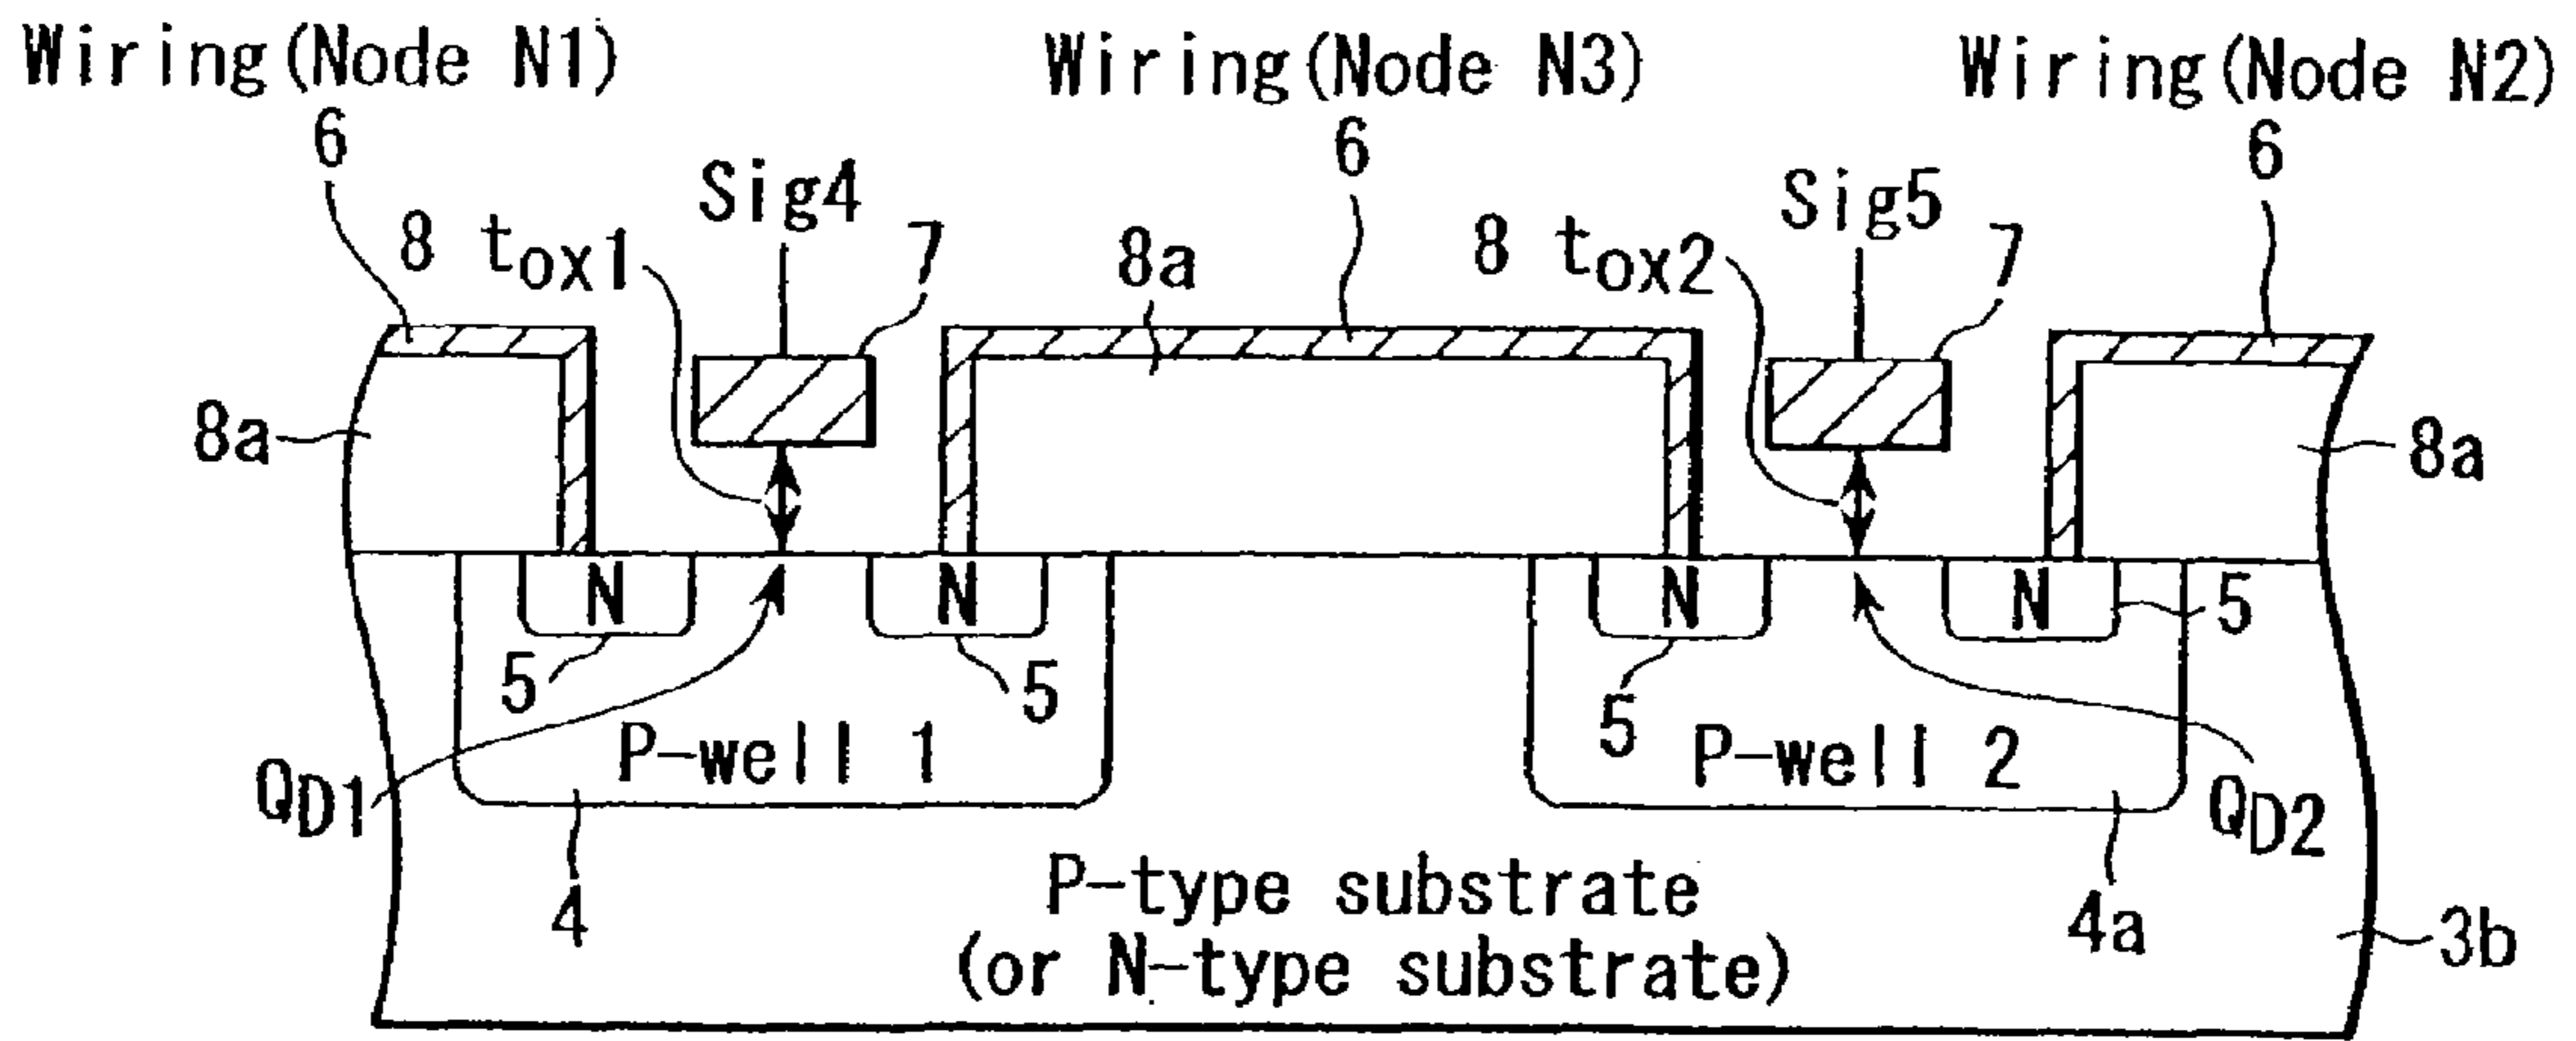 Wiring(Node N1)
Wiring(Node N3)
Wiring(Node N2)
6
6
6
8 tox1
Sig4
7
8a
8 tox2
Sig5
7
8a
8a
N
N
N
N
5
5
5
5
P-well 1
P-well 2
QD1
QD2
4
4a
P-type substrate
(or N-type substrate)
3b